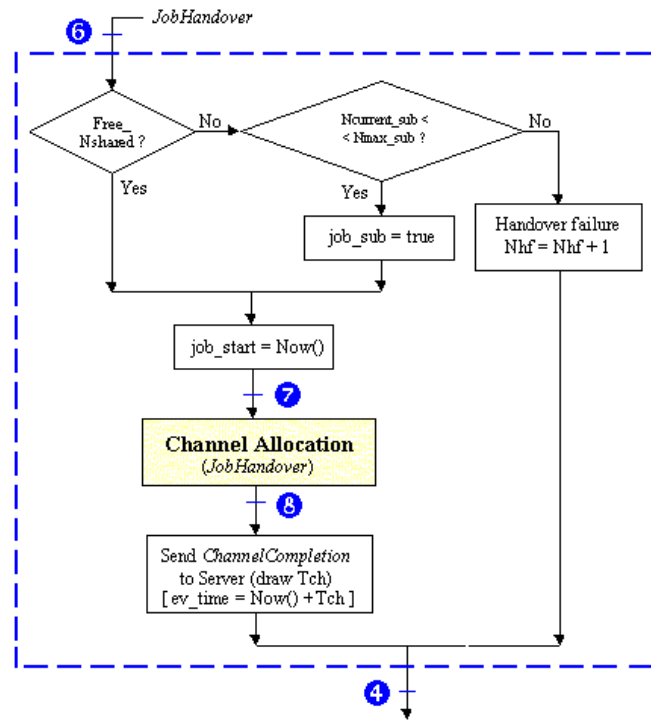 JobHandover
6
Free_
Nshared ?
No
Ncurrent_sub <
< Nmax_sub ?
No
Yes
Yes
job_sub = true
Handover failure
Nhf = Nhf + 1
job_start = Now()
7
Channel Allocation
(JobHandover)
8
Send ChannelCompletion
to Server (draw Tch)
[ ev_time = Now() + Tch ]
4